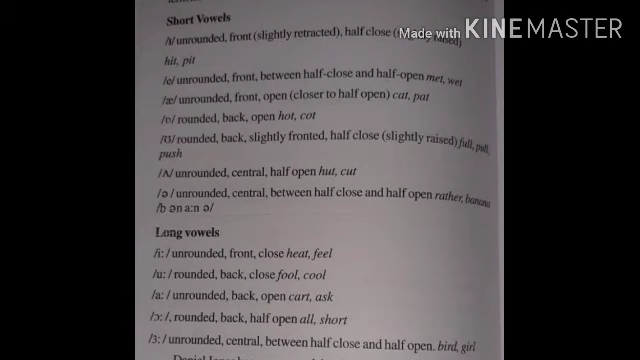 Made with KINEMASTER
Short Vowels
/ɪ/ unrounded, front (slightly retracted), half close (slightly raised)
hit, pit
/e/ unrounded, front, between half-close and half-open met, wet
/æ/ unrounded, front, open (closer to half open) cat, pat
/ɒ/ rounded, back, open hot, cot
/ʊ/ rounded, back, slightly fronted, half close (slightly raised) full, pull,
push
/ʌ/ unrounded, central, half open hut, cut
/ə/ unrounded, central, between half close and half open rather, banana
/b ən a:n ə/
Long vowels
/i:/ unrounded, front, close heat, feel
/u:/ rounded, back, close fool, cool
/a:/ unrounded, back, open cart, ask
/ɔ:/, rounded, back, half open all, short
/ɜ:/ unrounded, central, between half close and half open. bird, girl